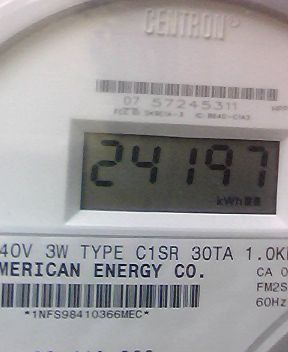 CENTRON®
07 57245311
24197
kWh
40V 3W TYPE C1SR 30TA 1.0K
MERICAN ENERGY CO.
CA 0
FM2S
60Hz
*1NFS98410366MEC*